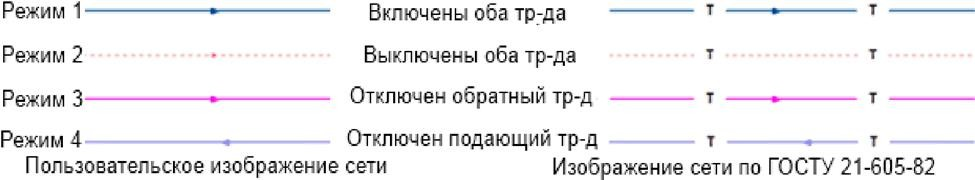 Режим 1 Включены оба тр-да Т Т
Режим 2 Выключены оба тр-да Т Т
Режим 3 Отключен обратный тр-д Т Т
Режим 4 Отключен подающий тр-д Т Т
Пользовательское изображение сети Изображение сети по ГОСТУ 21-605-82